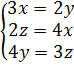 3x = 2y
2z = 4x
4y = 3z